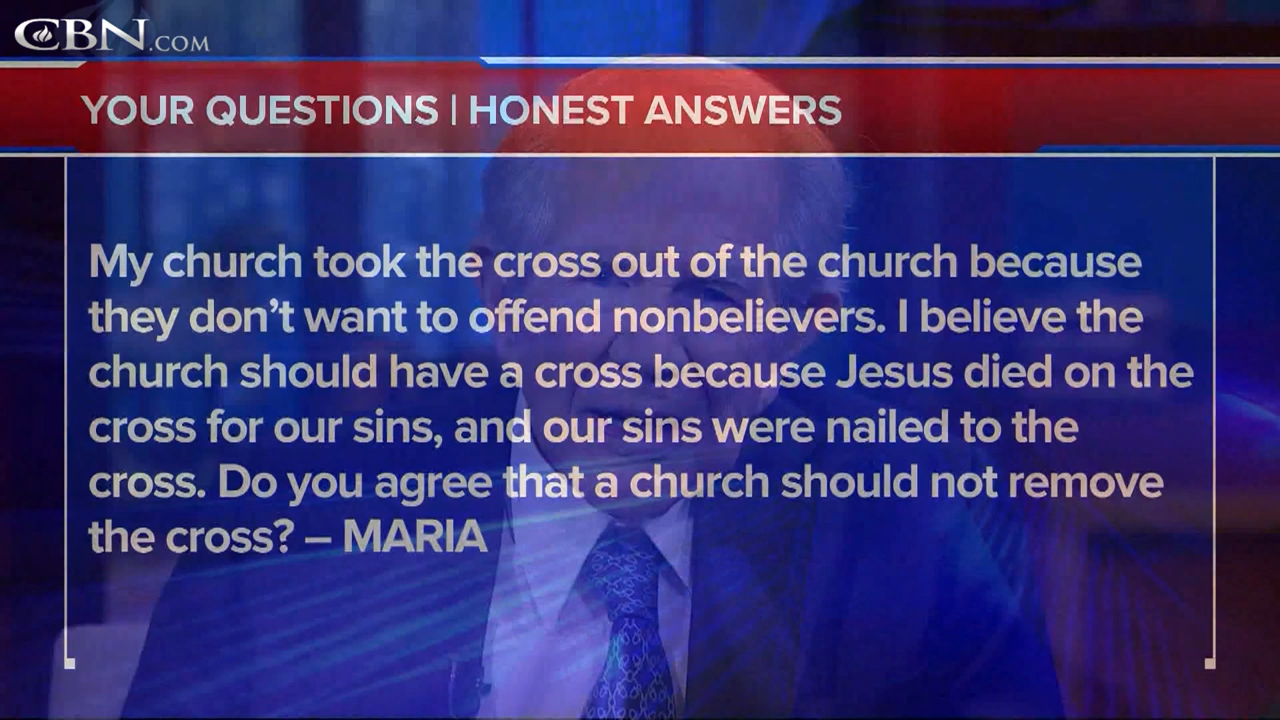 CBN.COM
YOUR QUESTIONS | HONEST ANSWERS
My church took the cross out of the church because
they don’t want to offend nonbelievers. I believe the
church should have a cross because Jesus died on the
cross for our sins, and our sins were nailed to the
cross. Do you agree that a church should not remove
the cross? – MARIA